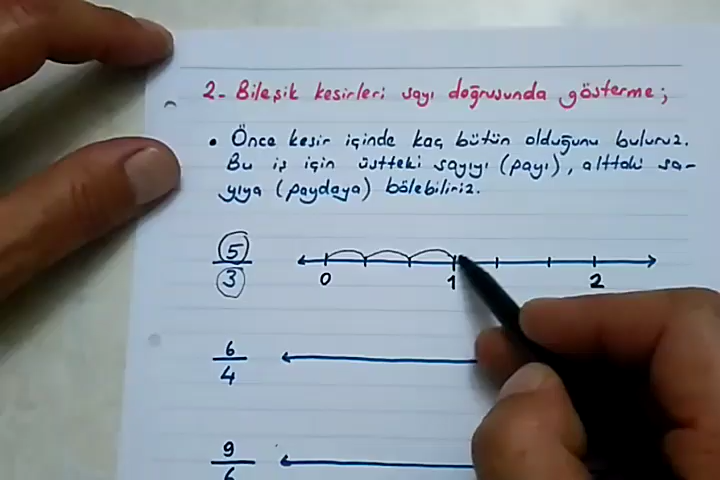 2- Bileşik kesirleri sayı doğrusunda gösterme;
• Önce kesir içinde kaç bütün olduğunu buluruz.
Bu iş için üstteki sayıyı (payı), alttaki sa-
yıya (paydaya) bölebiliriz.
5
3
0 1 2
6
4
9
6